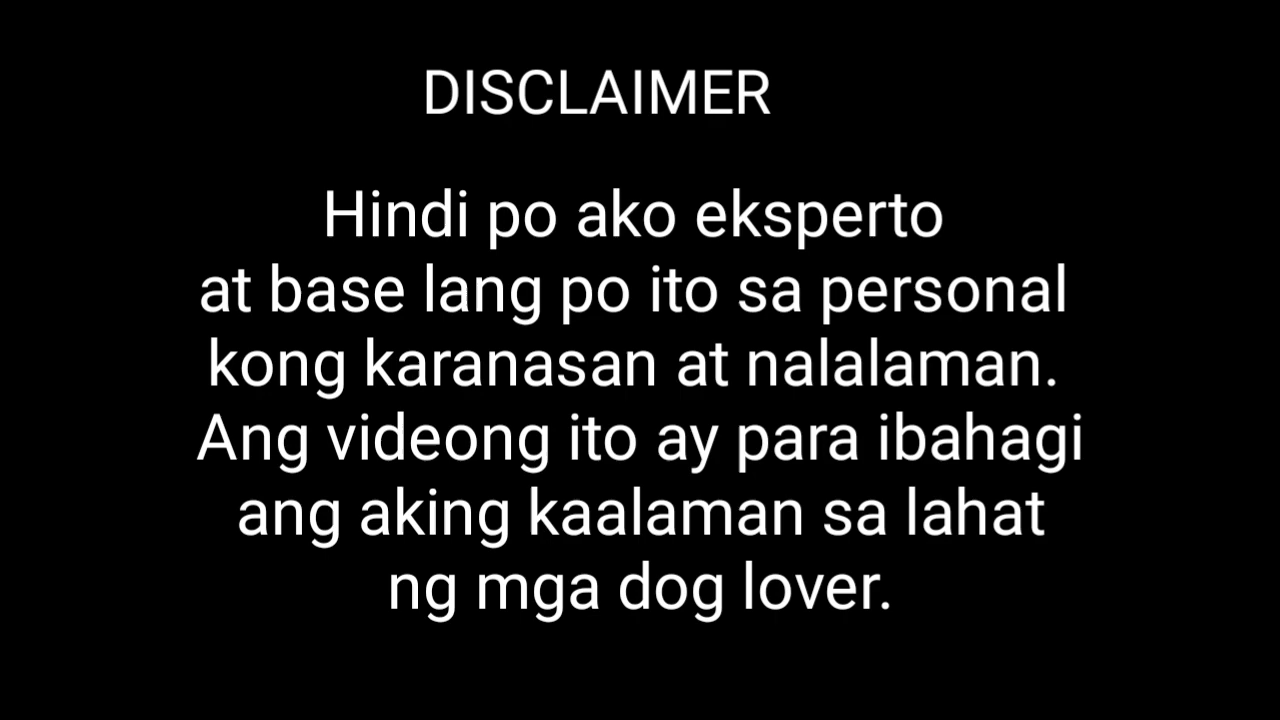 DISCLAIMER
Hindi po ako eksperto
at base lang po ito sa personal
kong karanasan at nalalaman.
Ang videong ito ay para ibahagi
ang aking kaalaman sa lahat
ng mga dog lover.